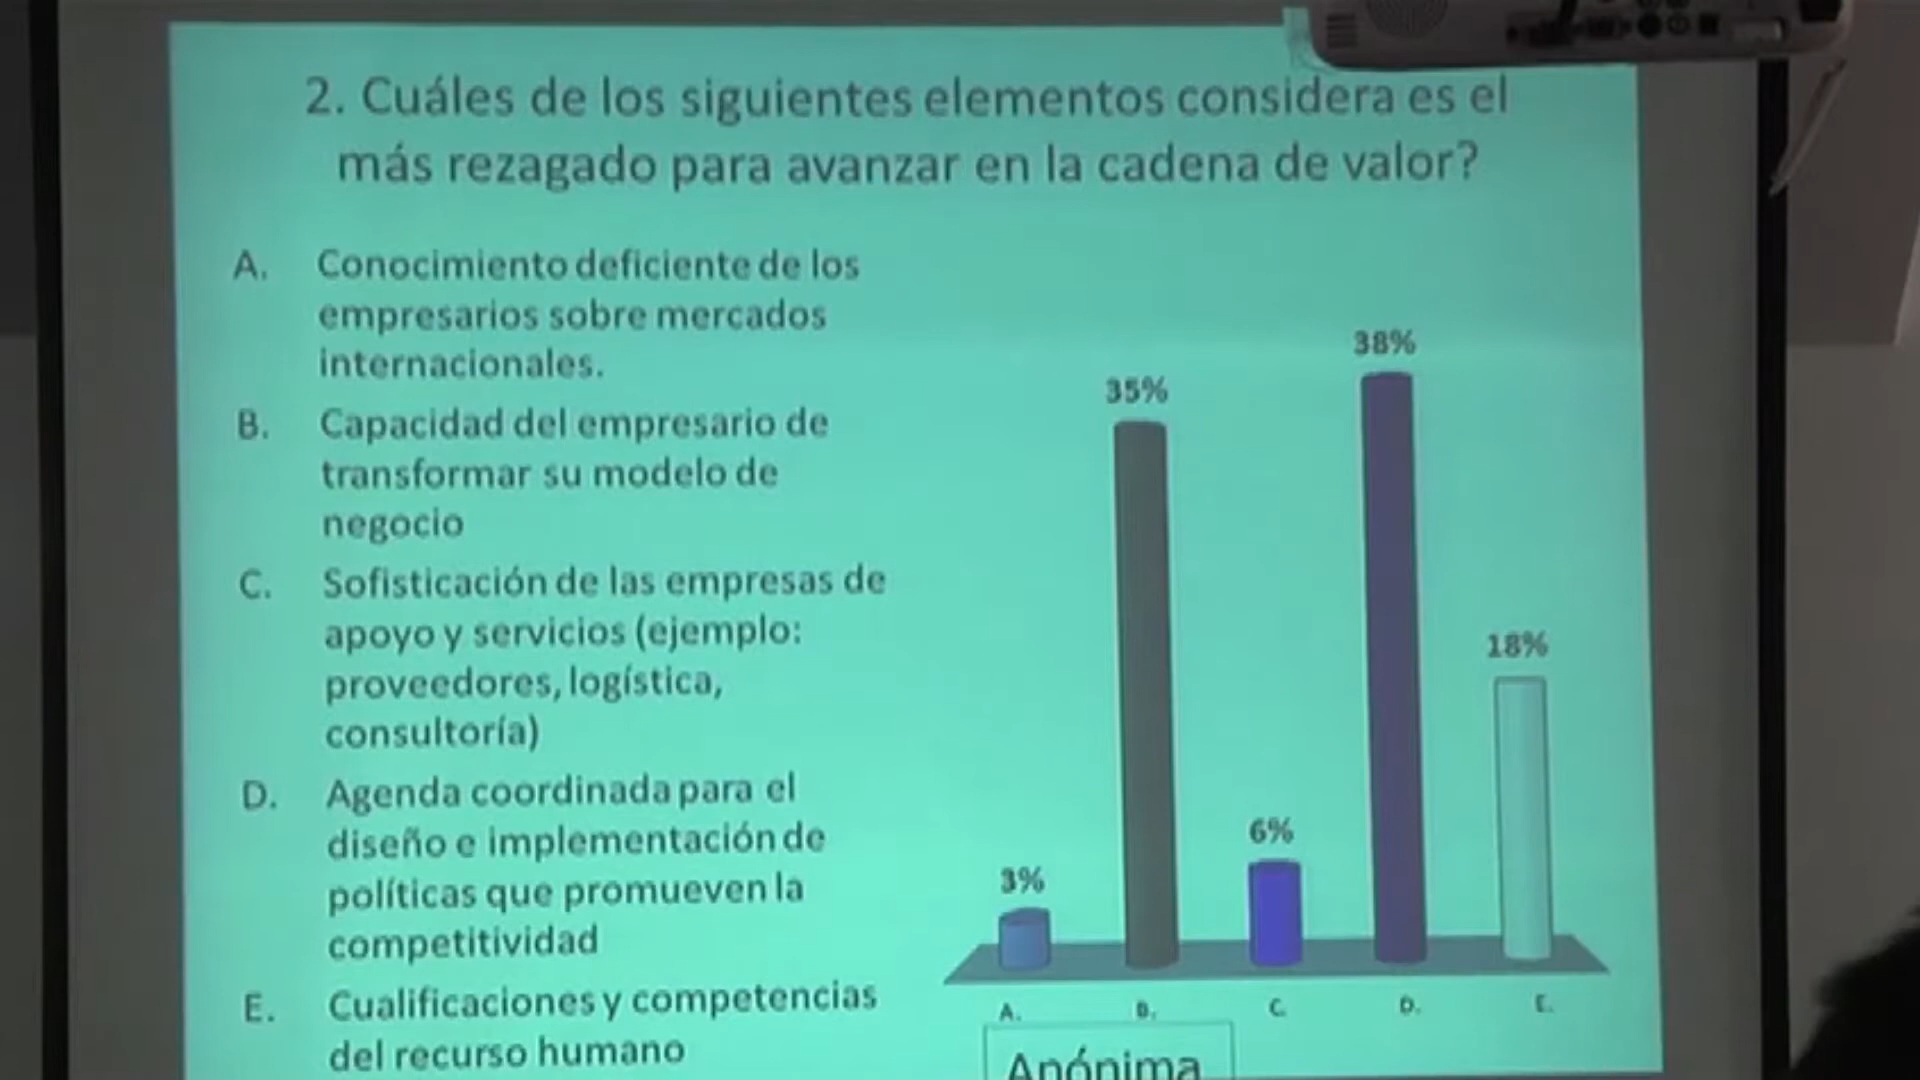 2. Cuáles de los siguientes elementos considera es el
más rezagado para avanzar en la cadena de valor?
A. Conocimiento deficiente de los
empresarios sobre mercados
internacionales.
B. Capacidad del empresario de
transformar su modelo de
negocio
C. Sofisticación de las empresas de
apoyo y servicios (ejemplo:
proveedores, logística,
consultoría)
D. Agenda coordinada para el
diseño e implementación de
políticas que promueven la
competitividad
E. Cualificaciones y competencias
del recurso humano
38%
35%
18%
6%
3%
A. B. C. D. E.
Anónima